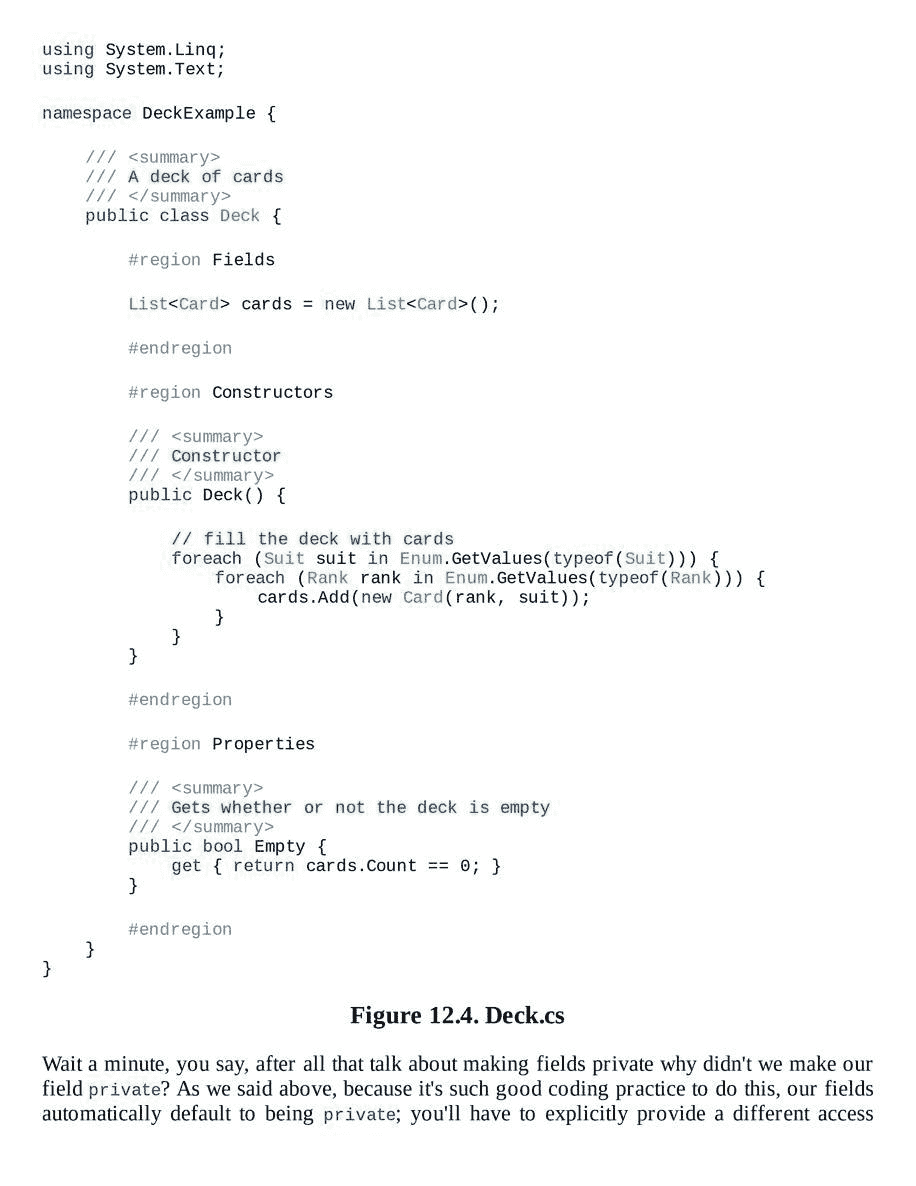 using System.Linq;
using System.Text;
namespace DeckExample {
/// <summary>
/// A deck of cards
/// </summary>
public class Deck {
#region Fields
List<Card> cards = new List<Card>();
#endregion
#region Constructors
/// <summary>
/// Constructor
/// </summary>
public Deck() {
// fill the deck with cards
foreach (Suit suit in Enum.GetValues(typeof(Suit))) {
foreach (Rank rank in Enum.GetValues(typeof(Rank))) {
cards.Add(new Card(rank, suit));
}
}
}
#endregion
#region Properties
/// <summary>
/// Gets whether or not the deck is empty
/// </summary>
public bool Empty {
get { return cards.Count == 0; }
}
#endregion
}
}
Figure 12.4. Deck.cs
Wait a minute, you say, after all that talk about making fields private why didn't we make our
field private? As we said above, because it's such good coding practice to do this, our fields
automatically default to being private; you'll have to explicitly provide a different access